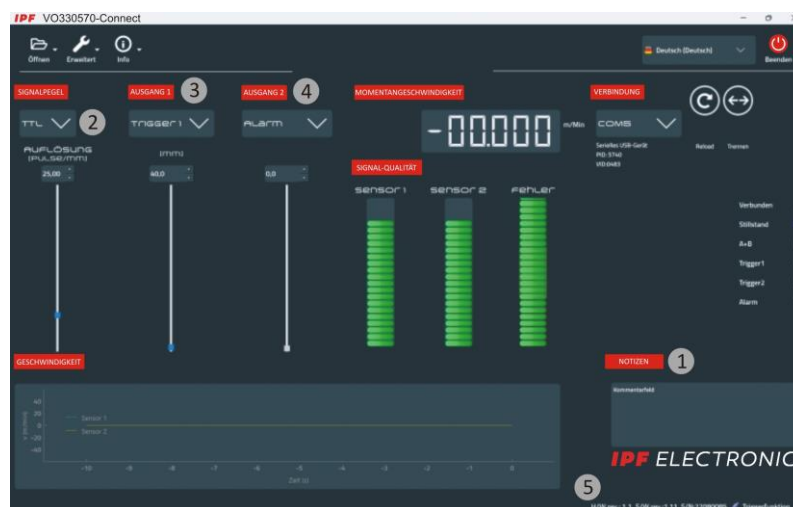 IPF VO330570-Connect
Öffnen Erweitert Info
Deutsch (Deutsch)
Beenden
SIGNALPEGEL AUSGANG 1 3 AUSGANG 2 4 MOMENTANGESCHWINDIGKEIT VERBINDUNG
TTL 2 Trigger1 Alarm -00.000 m/Min
AUFLÖSUNG
(PULSE/MM) (mm)
25,00 40,0 0,0
Serielles USB-Gerät Reload Trennen
PID: 5740
VID:0483
SIGNAL-QUALITÄT
Sensor 1 Sensor 2 Fehler
Verbunden
Stillstand
A+B
Trigger1
Trigger2
Alarm
GESCHWINDIGKEIT NOTIZEN 1
Kommentarfeld
40
20 Sensor 1
0 Sensor 2
-20
-40
-10 -9 -8 -7 -6 -5 -4 -3 -2 -1 0
Zeit (s)
IPF ELECTRONIC
5